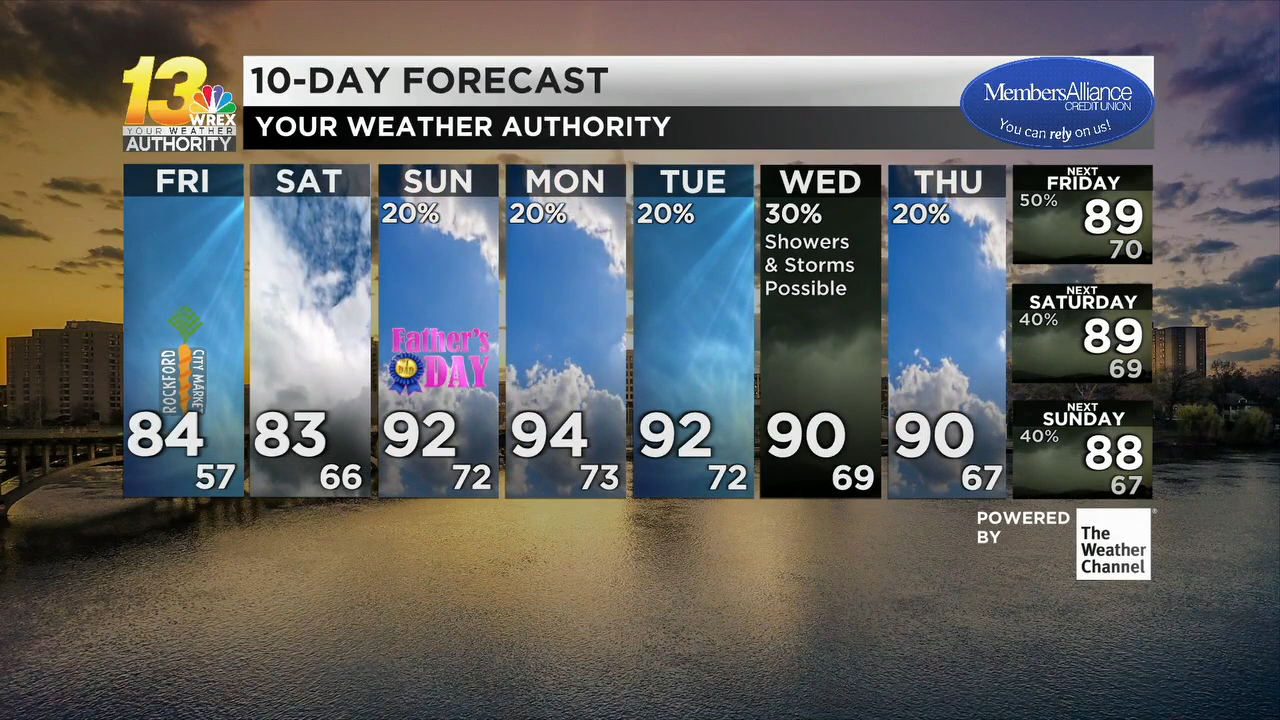 13
WREX
YOUR WEATHER
AUTHORITY
10-DAY FORECAST
YOUR WEATHER AUTHORITY
MembersAlliance
CREDIT UNION
You can rely on us!
FRI
ROCKFORD
CITY MARKET
84
57
SAT
83
66
SUN
20%
Father's
DAD
DAY
92
72
MON
20%
94
73
TUE
20%
92
72
WED
30%
Showers
& Storms
Possible
90
69
THU
20%
90
67
NEXT
FRIDAY
50%
89
70
NEXT
SATURDAY
40%
89
69
NEXT
SUNDAY
40%
88
67
POWERED
BY
The
Weather
Channel
®